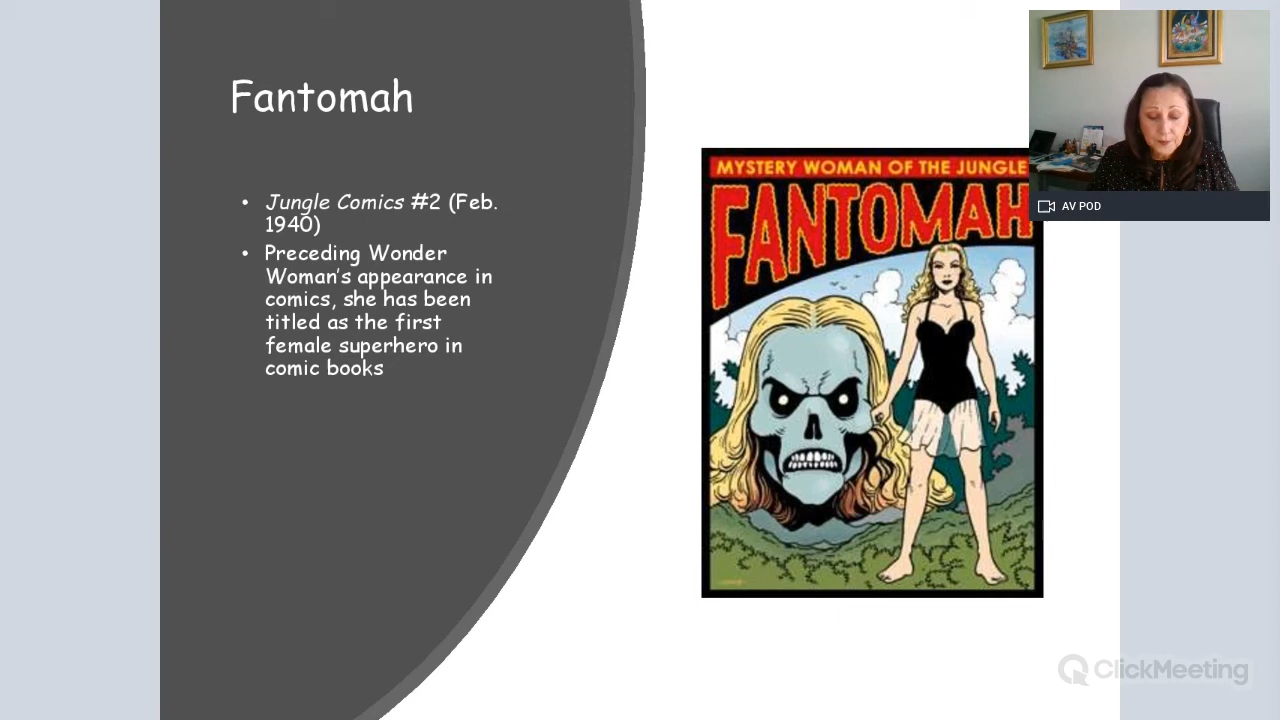 Fantomah
• Jungle Comics #2 (Feb.
1940)
• Preceding Wonder
Woman's appearance in
comics, she has been
titled as the first
female superhero in
comic books
MYSTERY WOMAN OF THE JUNGLE
FANTOMAH
AV POD
ClickMeeting